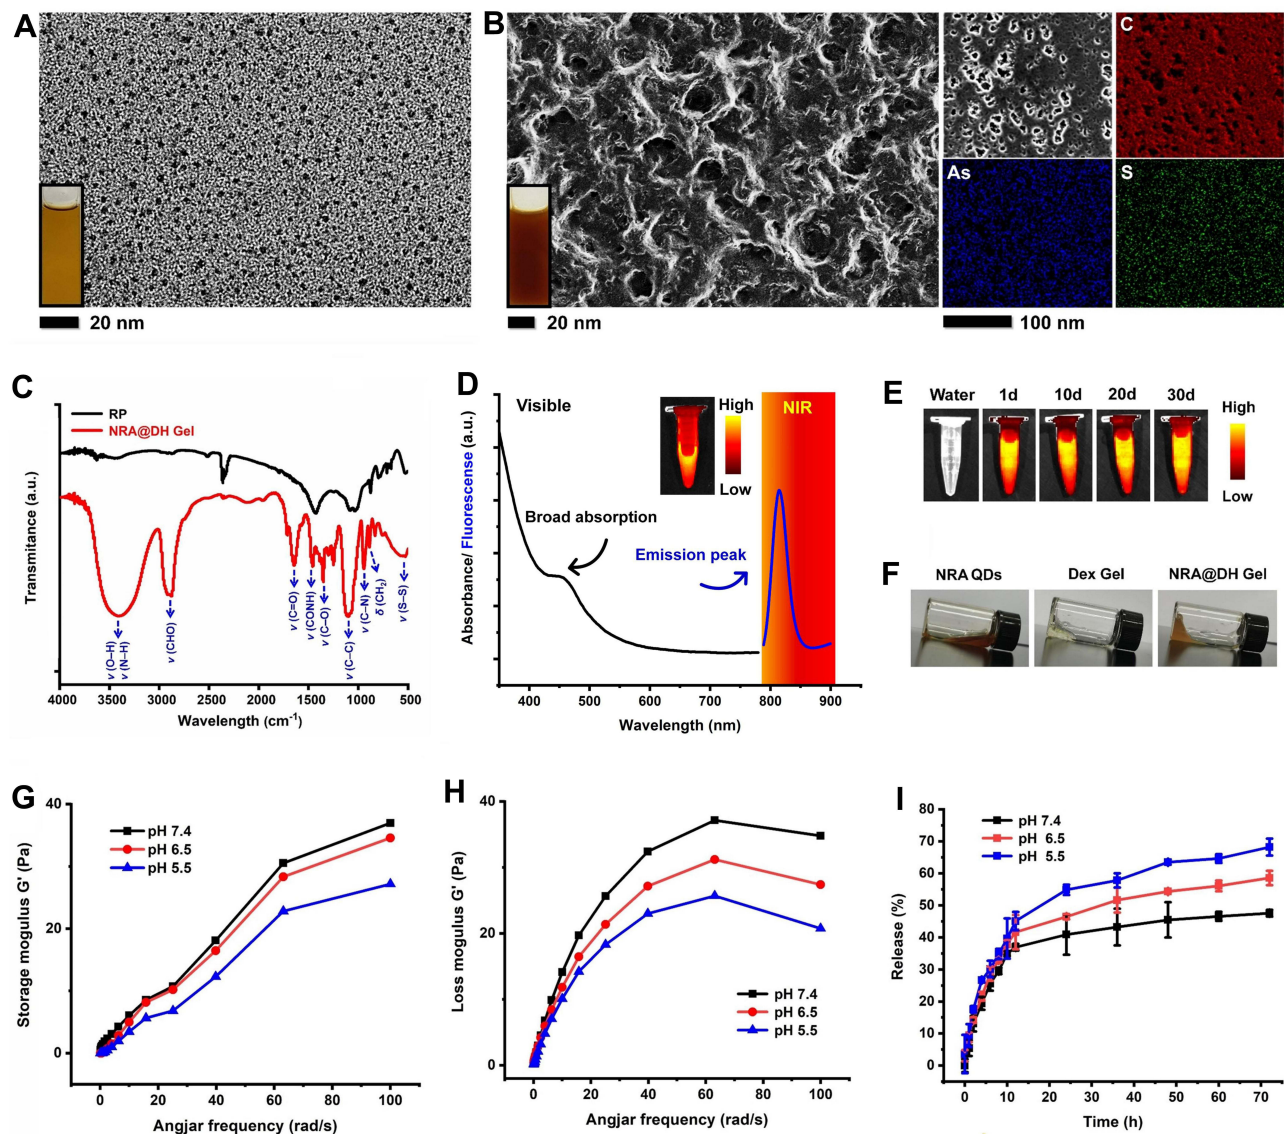 A
20 nm
B
20 nm
C
As
S
100 nm
C
RP
NRA@DH Gel
Transmitance (a.u.)
ν (O–H)
ν (N–H)
ν (CHO)
ν (C=O)
ν (CONH)
ν (C–O)
ν (C–C)
ν (C–N)
δ (CH2)
ν (S–S)
4000 3500 3000 2500 2000 1500 1000 500
Wavelength (cm-1)
D
Visible
High
Low
NIR
Broad absorption
Emission peak
Absorbance/ Fluorescense (a.u.)
400 500 600 700 800 900
Wavelength (nm)
E
Water 1d 10d 20d 30d
High
Low
F
NRA QDs Dex Gel NRA@DH Gel
G
pH 7.4
pH 6.5
pH 5.5
Storage mogulus G' (Pa)
40
20
0
0 20 40 60 80 100
Angjar frequency (rad/s)
H
pH 7.4
pH 6.5
pH 5.5
Loss mogulus G' (Pa)
40
20
0
0 20 40 60 80 100
Angjar frequency (rad/s)
I
pH 7.4
pH 6.5
pH 5.5
Release (%)
80
70
60
50
40
30
20
10
0
0 10 20 30 40 50 60 70
Time (h)